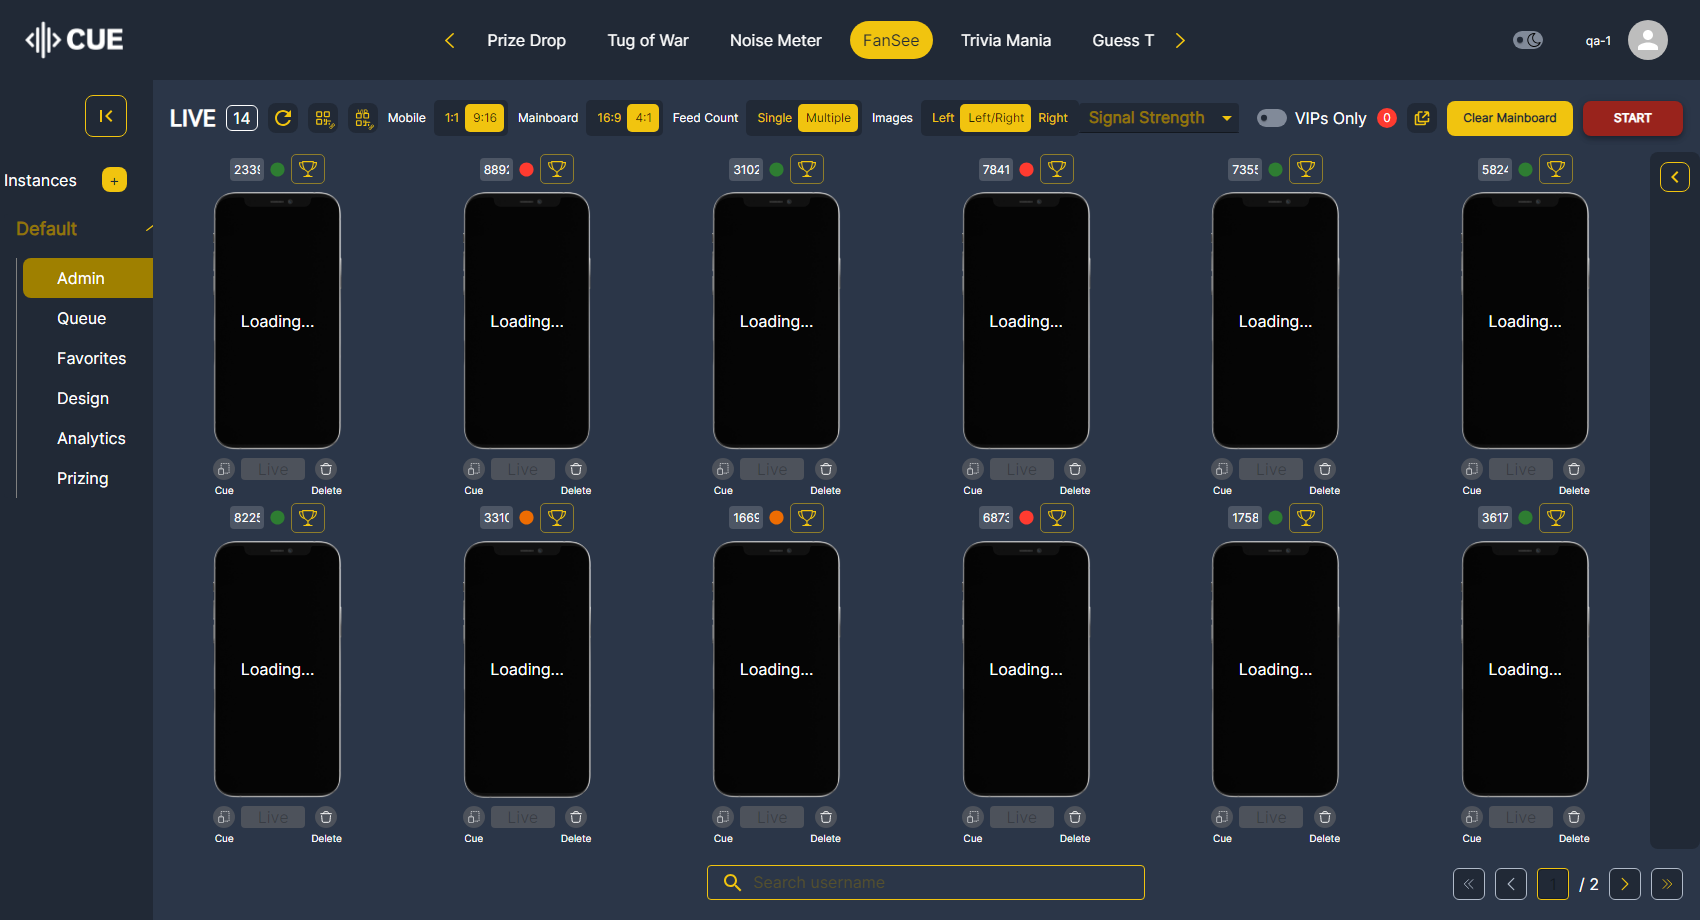 CUE
Prize Drop Tug of War Noise Meter FanSee Trivia Mania Guess T
qa-1
LIVE 14 Mobile 1:1 9:16 Mainboard 16:9 4:1 Feed Count Single Multiple Images Left Left/Right Right Signal Strength VIPs Only 0 Clear Mainboard START
Instances +
Default
Admin
Queue
Favorites
Design
Analytics
Prizing
2339 8892 3102 7841 7355 5824
Loading... Loading... Loading... Loading... Loading... Loading...
Live Live Live Live Live Live
Cue Delete Cue Delete Cue Delete Cue Delete Cue Delete Cue Delete
8225 3310 1669 6873 1758 3617
Loading... Loading... Loading... Loading... Loading... Loading...
Live Live Live Live Live Live
Cue Delete Cue Delete Cue Delete Cue Delete Cue Delete Cue Delete
Search username
1 / 2